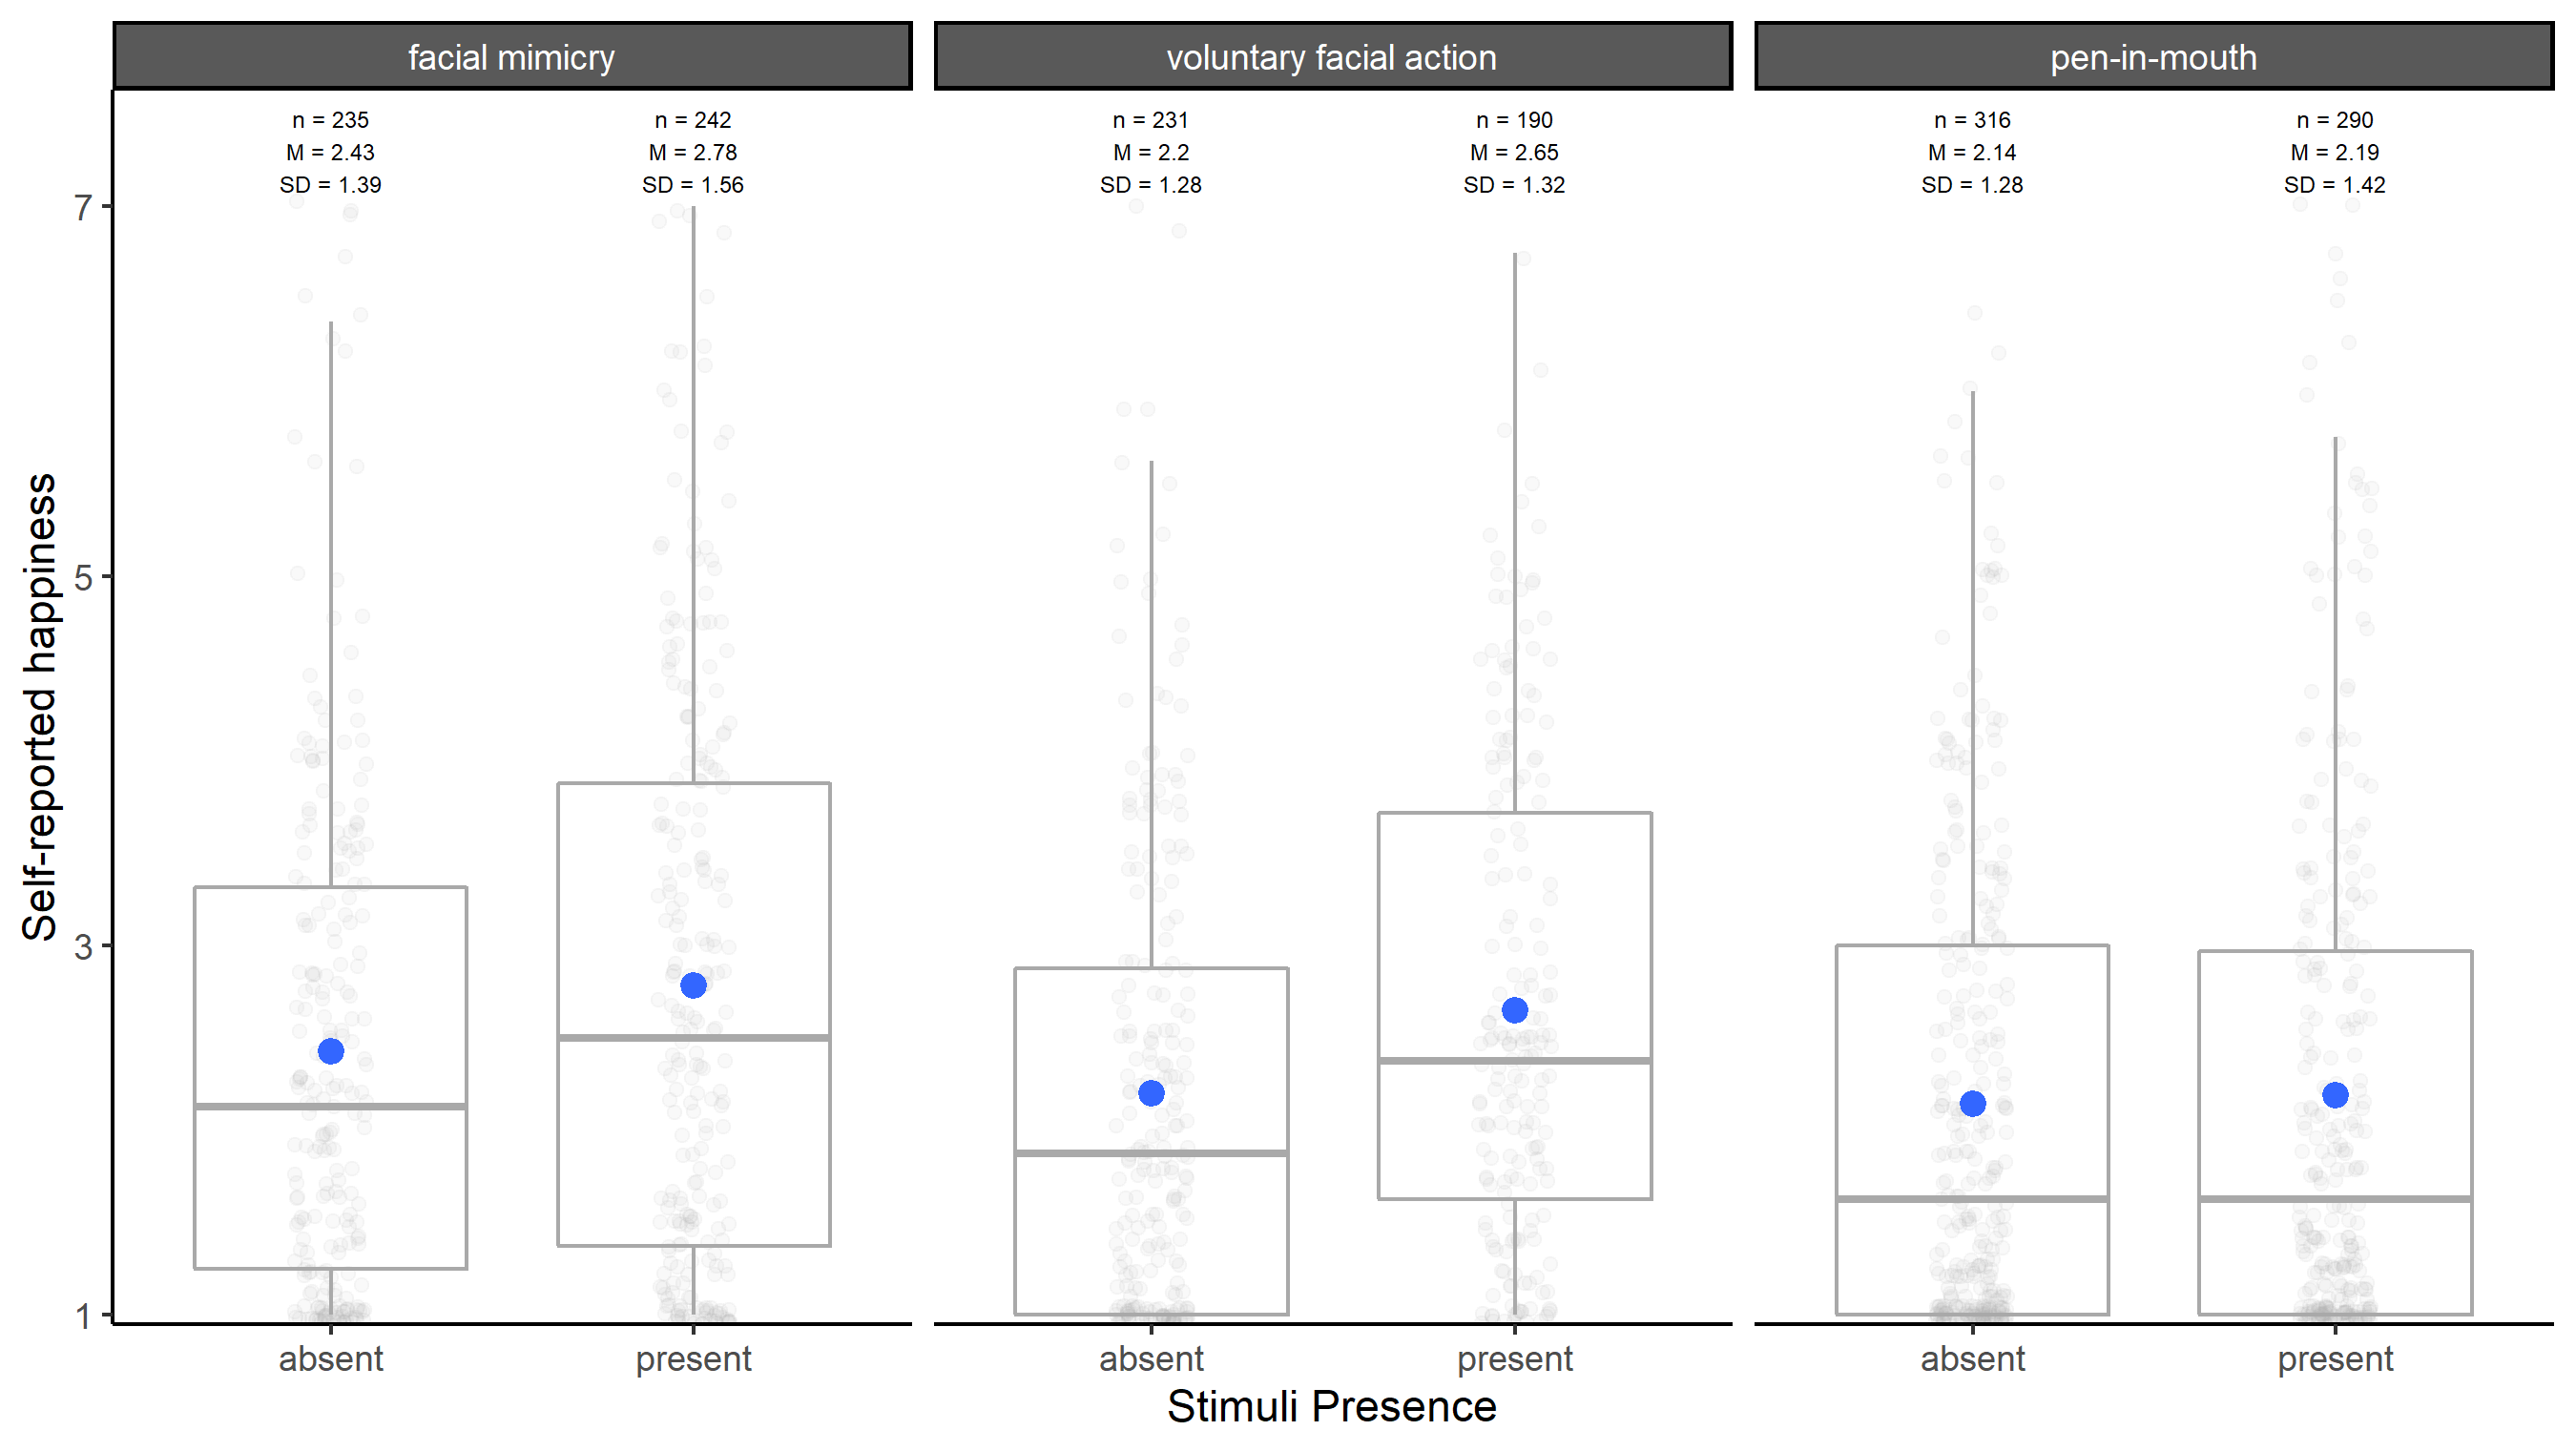 facial mimicry
voluntary facial action
pen-in-mouth
n = 235
M = 2.43
SD = 1.39
n = 242
M = 2.78
SD = 1.56
n = 231
M = 2.2
SD = 1.28
n = 190
M = 2.65
SD = 1.32
n = 316
M = 2.14
SD = 1.28
n = 290
M = 2.19
SD = 1.42
Self-reported happiness
7
5
3
1
absent
present
absent
present
absent
present
Stimuli Presence